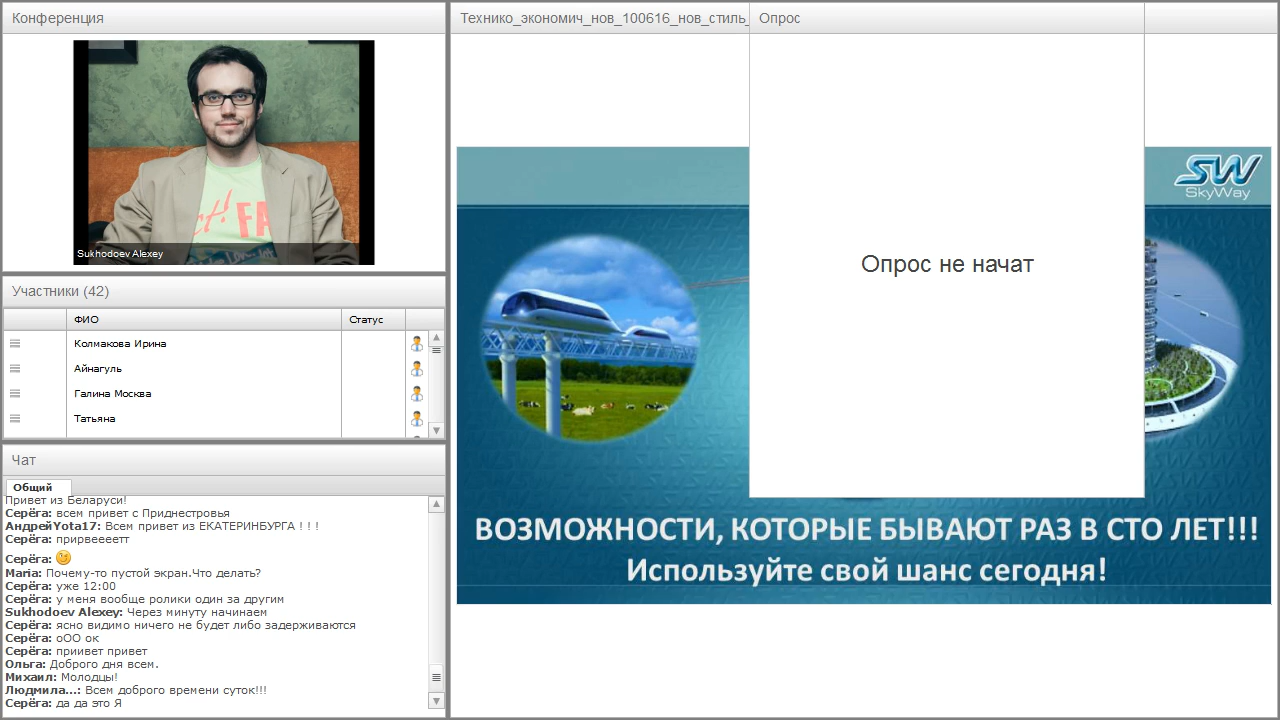 Конференция
Sukhodoev Alexey
Участники (42)
ФИО
Статус
Колмакова Ирина
Айнагуль
Галина Москва
Татьяна
Чат
Общий
Привет из Беларуси!
Серёга: всем привет с Приднестровья
АндрейYota17: Всем привет из ЕКАТЕРИНБУРГА ! ! !
Серёга: прирвеееетт
Серёга:
Maria: Почему-то пустой экран.Что делать?
Серёга: уже 12:00
Серёга: у меня вообще ролики один за другим
Sukhodoev Alexey: Через минуту начинаем
Серёга: ясно видимо ничего не будет либо задерживаются
Серёга: оОО ок
Серёга: приивет привет
Ольга: Доброго дня всем.
Михаил: Молодцы!
Людмила...: Всем доброго времени суток!!!
Серёга: да да это Я
Технико_экономич_нов_100616_нов_стиль_
Опрос
Опрос не начат
SW
SkyWay
ВОЗМОЖНОСТИ, КОТОРЫЕ БЫВАЮТ РАЗ В СТО ЛЕТ!!!
Используйте свой шанс сегодня!